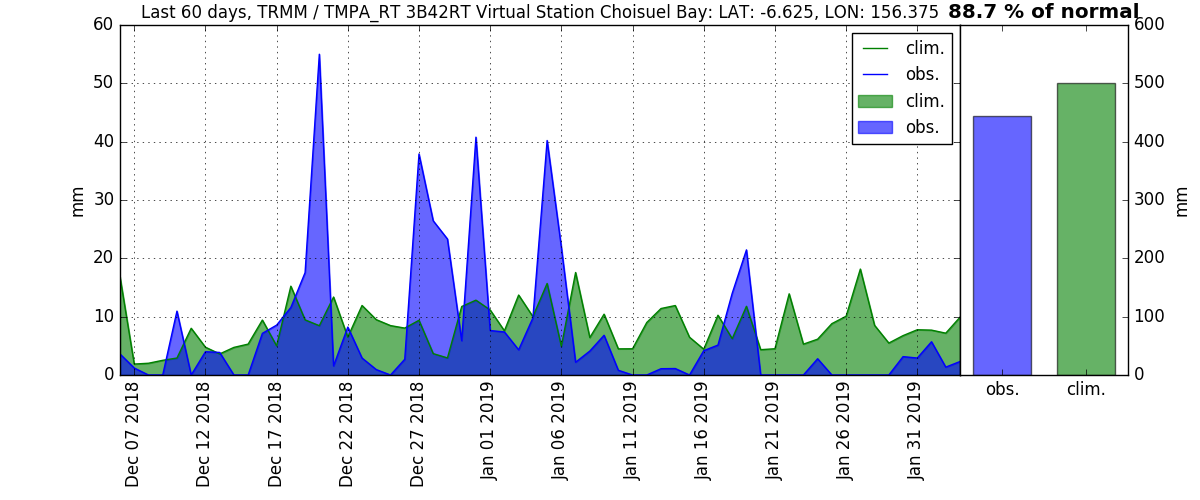 Last 60 days, TRMM / TMPA_RT 3B42RT Virtual Station Choisuel Bay: LAT: -6.625, LON: 156.375 88.7 % of normal
60
50
40
30
20
10
0
mm
clim.
obs.
clim.
obs.
Dec 07 2018
Dec 12 2018
Dec 17 2018
Dec 22 2018
Dec 27 2018
Jan 01 2019
Jan 06 2019
Jan 11 2019
Jan 16 2019
Jan 21 2019
Jan 26 2019
Jan 31 2019
600
500
400
300
200
100
0
mm
obs.
clim.